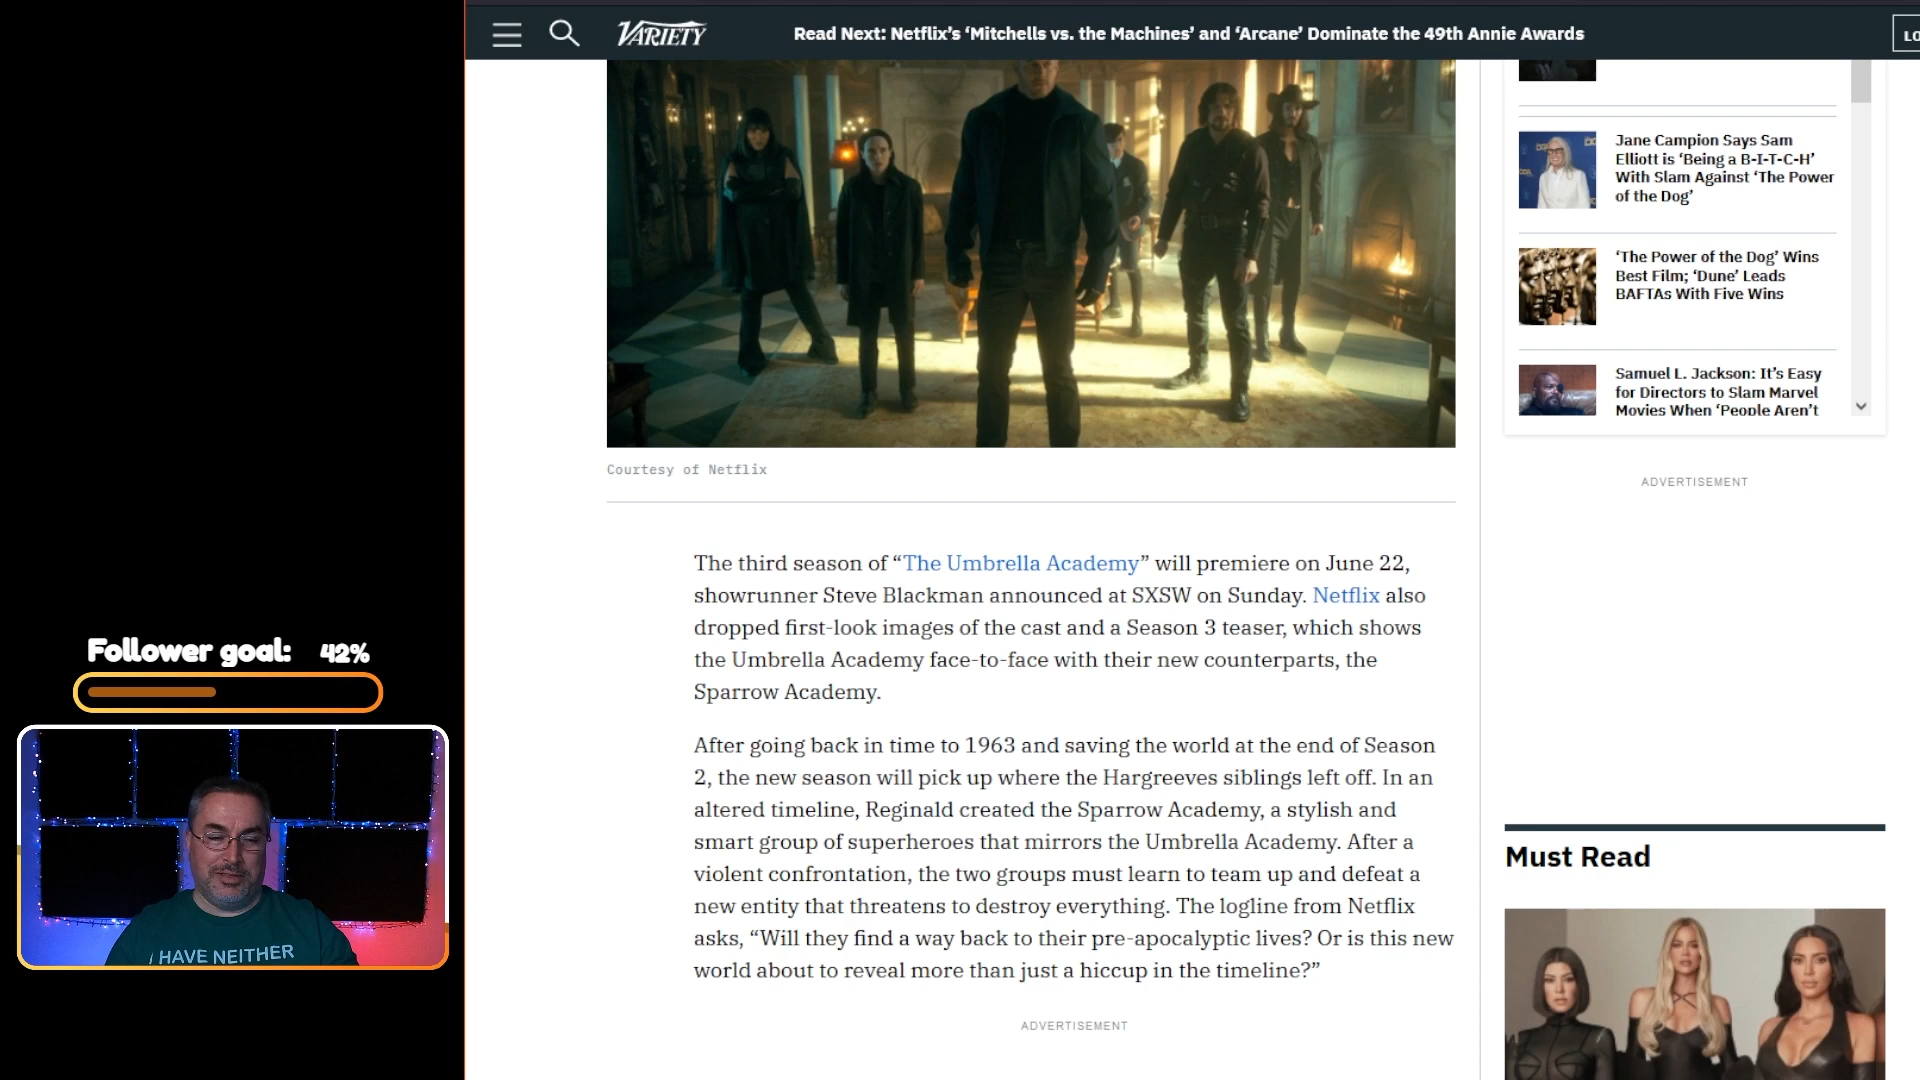 VARIETY
Read Next: Netflix’s ‘Mitchells vs. the Machines’ and ‘Arcane’ Dominate the 49th Annie Awards
LO
Jane Campion Says Sam
Elliott is ‘Being a B-I-T-C-H’
With Slam Against ‘The Power
of the Dog’
‘The Power of the Dog’ Wins
Best Film; ‘Dune’ Leads
BAFTAs With Five Wins
Samuel L. Jackson: It’s Easy
for Directors to Slam Marvel
Movies When ‘People Aren’t
Courtesy of Netflix
ADVERTISEMENT
The third season of “The Umbrella Academy” will premiere on June 22,
showrunner Steve Blackman announced at SXSW on Sunday. Netflix also
dropped first-look images of the cast and a Season 3 teaser, which shows
the Umbrella Academy face-to-face with their new counterparts, the
Sparrow Academy.
After going back in time to 1963 and saving the world at the end of Season
2, the new season will pick up where the Hargreeves siblings left off. In an
altered timeline, Reginald created the Sparrow Academy, a stylish and
smart group of superheroes that mirrors the Umbrella Academy. After a
violent confrontation, the two groups must learn to team up and defeat a
new entity that threatens to destroy everything. The logline from Netflix
asks, “Will they find a way back to their pre-apocalyptic lives? Or is this new
world about to reveal more than just a hiccup in the timeline?”
ADVERTISEMENT
Must Read
Follower goal: 42%
I HAVE NEITHER